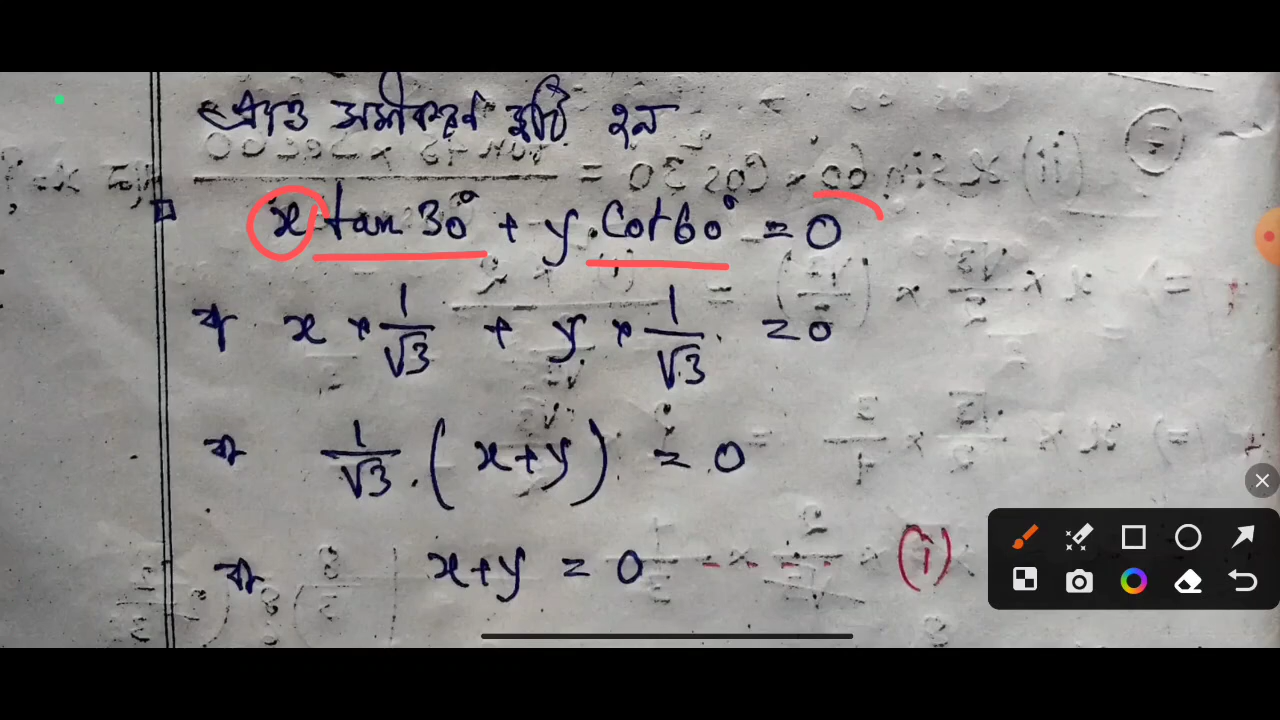 প্রদত্ত সমীকরণ দুটি হল
x tan 30° + y . Cot 60° = 0
বা x × 1/√3 + y × 1/√3 . = 0
বা 1/√3 . (x+y) = 0
বা x+y = 0 - - - - (i)